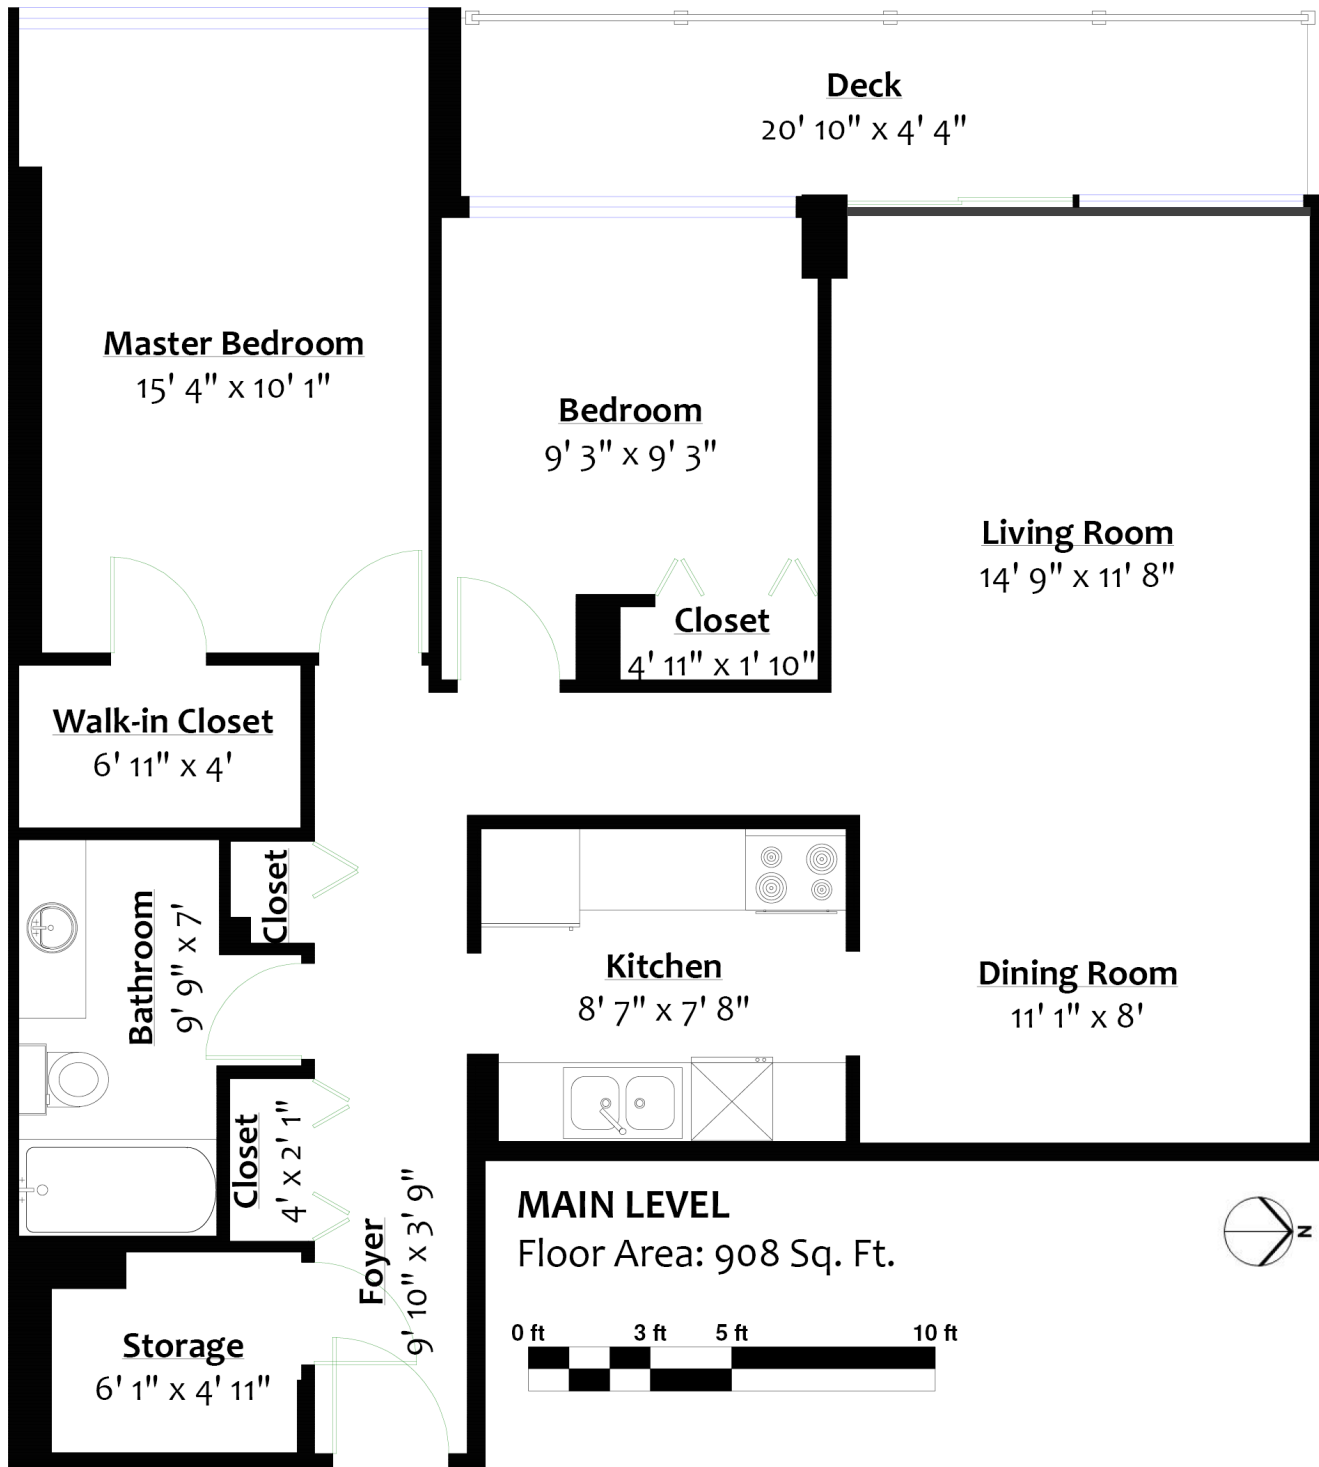 Deck
20' 10" x 4' 4"
Master Bedroom
15' 4" x 10' 1"
Bedroom
9' 3" x 9' 3"
Living Room
14' 9" x 11' 8"
Closet
4' 11" x 1' 10"
Walk-in Closet
6' 11" x 4'
Closet
Bathroom
9' 9" x 7'
Kitchen
8' 7" x 7' 8"
Dining Room
11' 1" x 8'
Closet
4' x 2' 1"
Foyer
9' 10" x 3' 9"
Storage
6' 1" x 4' 11"
MAIN LEVEL
Floor Area: 908 Sq. Ft.
N
0 ft 3 ft 5 ft 10 ft